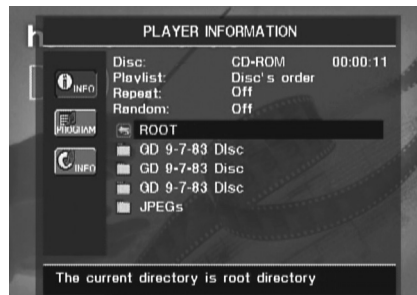 PLAYER INFORMATION
Disc: CD-ROM 00:00:11
Playlist: Disc's order
Repeat: Off
Random: Off
INFO
PROGRAM
INFO
ROOT
GD 9-7-83 DIsc
GD 9-7-83 Disc
GD 9-7-83 DIsc
JPEGs
The current directory is root directory